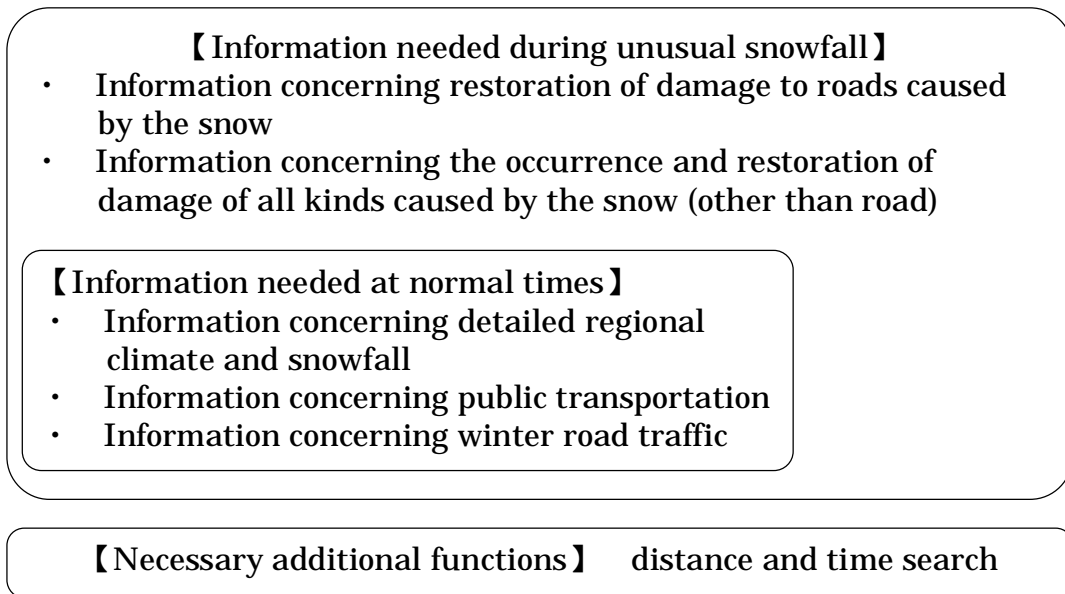 【Information needed during unusual snowfall】
・ Information concerning restoration of damage to roads caused
by the snow
・ Information concerning the occurrence and restoration of
damage of all kinds caused by the snow (other than road)
【Information needed at normal times】
・ Information concerning detailed regional
climate and snowfall
・ Information concerning public transportation
・ Information concerning winter road traffic
【Necessary additional functions】 distance and time search